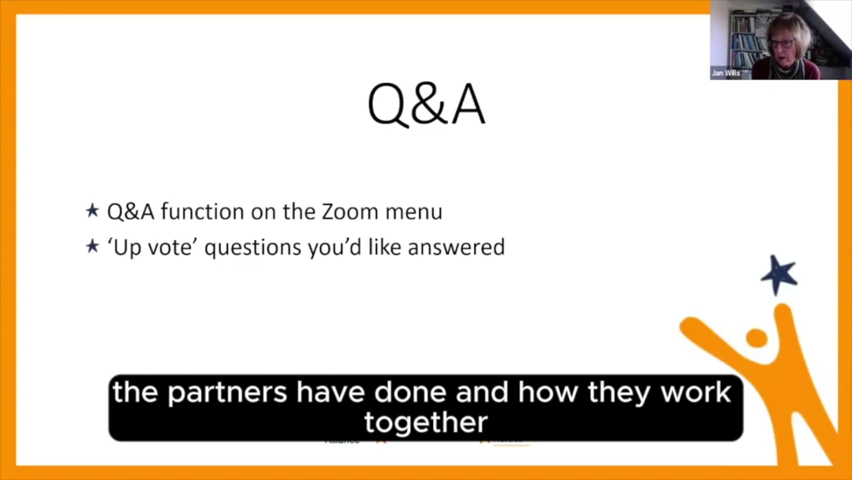 Jan Wills
Q&A
Q&A function on the Zoom menu
‘Up vote’ questions you’d like answered
the partners have done and how they work
together